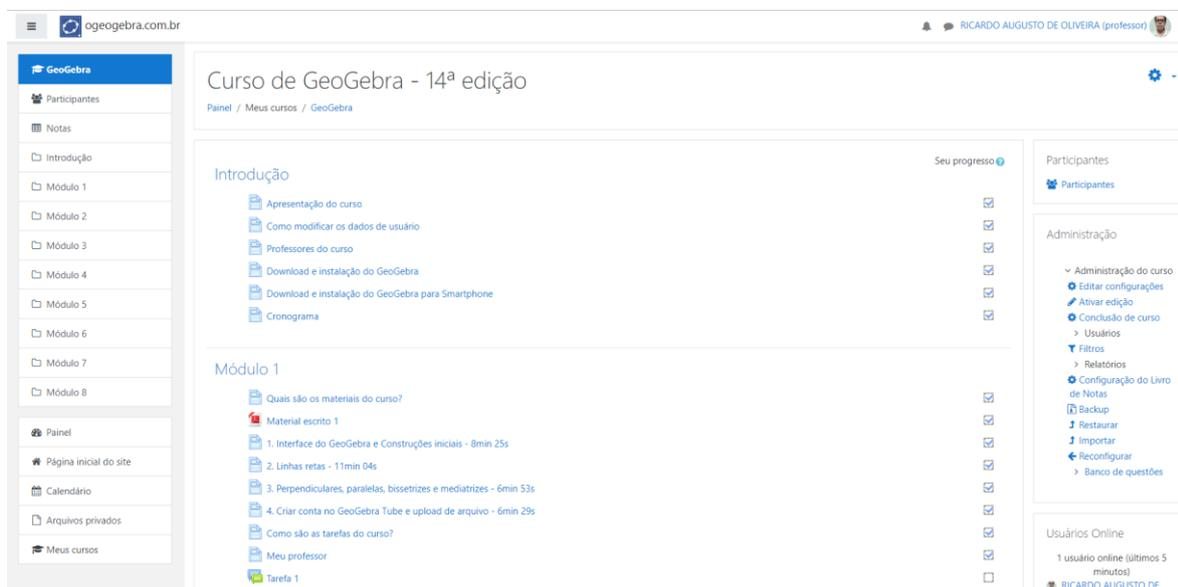 ogeogebra.com.br
RICARDO AUGUSTO DE OLIVEIRA (professor)
GeoGebra
Participantes
Notas
Introdução
Módulo 1
Módulo 2
Módulo 3
Módulo 4
Módulo 5
Módulo 6
Módulo 7
Módulo 8
Painel
Página inicial do site
Calendário
Arquivos privados
Meus cursos
Curso de GeoGebra - 14ª edição
Painel / Meus cursos / GeoGebra
Seu progresso
Introdução
Apresentação do curso
Como modificar os dados de usuário
Professores do curso
Download e instalação do GeoGebra
Download e instalação do GeoGebra para Smartphone
Cronograma
Módulo 1
Quais são os materiais do curso?
Material escrito 1
1. Interface do GeoGebra e Construções iniciais - 8min 25s
2. Linhas retas - 11min 04s
3. Perpendiculares, paralelas, bissetrizes e mediatrizes - 6min 53s
4. Criar conta no GeoGebra Tube e upload de arquivo - 6min 29s
Como são as tarefas do curso?
Meu professor
Tarefa 1
Participantes
Participantes
Administração
Administração do curso
Editar configurações
Ativar edição
Conclusão de curso
> Usuários
Filtros
> Relatórios
Configuração do Livro
de Notas
Backup
Restaurar
Importar
Reconfigurar
> Banco de questões
Usuários Online
1 usuário online (últimos 5
minutos)
RICARDO AUGUSTO DE